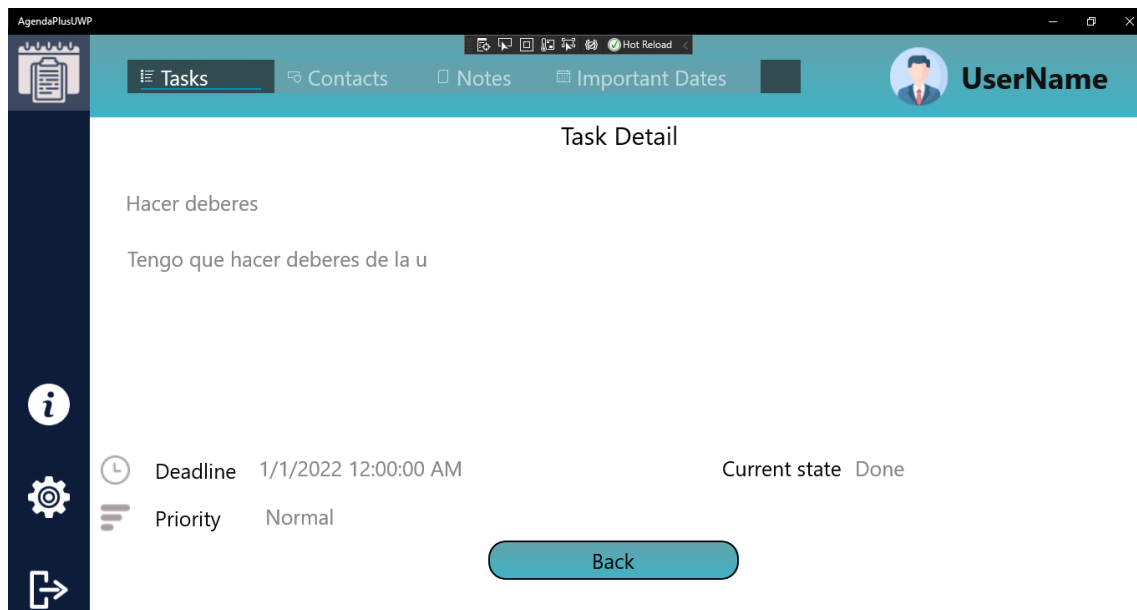 AgendaPlusUWP
Hot Reload
Tasks
Contacts
Notes
Important Dates
UserName
Task Detail
Hacer deberes
Tengo que hacer deberes de la u
Deadline 1/1/2022 12:00:00 AM
Current state Done
Priority Normal
Back